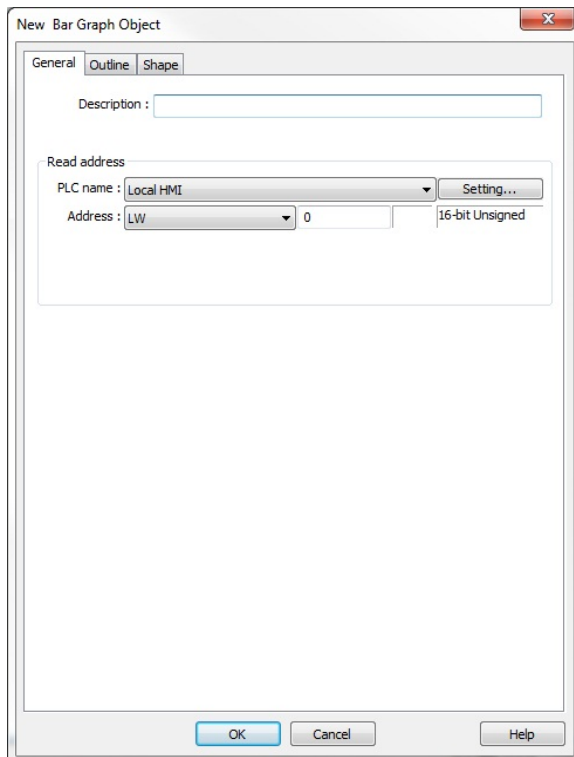 New Bar Graph Object
General Outline Shape
Description :
Read address
PLC name : Local HMI Setting...
Address : LW 0 16-bit Unsigned
OK Cancel Help